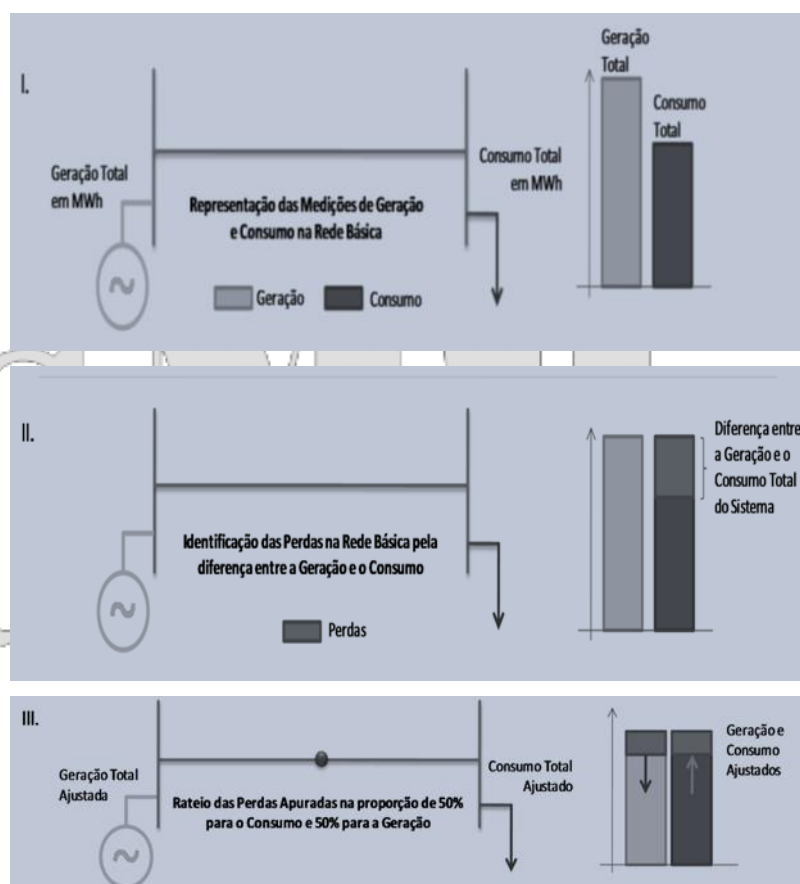 I.
Geração Total
em MWh
Representação das Medições de Geração
e Consumo na Rede Básica
Geração
Consumo
Consumo Total
em MWh
Geração
Total
Consumo
Total
II.
Identificação das Perdas na Rede Básica pela
diferença entre a Geração e o Consumo
Perdas
Diferença entre
a Geração e o
Consumo Total
do Sistema
III.
Geração Total
Ajustada
Rateio das Perdas Apuradas na proporção de 50%
para o Consumo e 50% para a Geração
Consumo Total
Ajustado
Geração e
Consumo
Ajustados